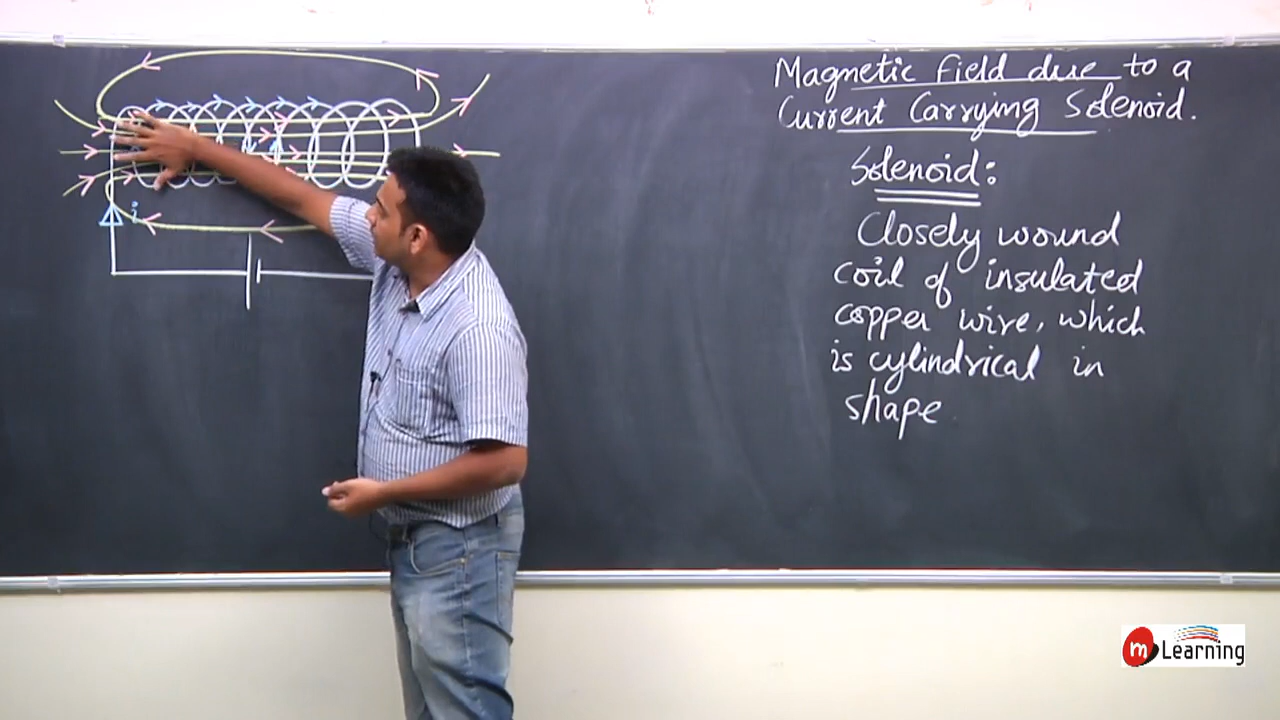 Magnetic field due to a
Current Carrying Solenoid.
Solenoid:
Closely wound
coil of insulated
copper wire, which
is cylindrical in
shape
i
m Learning